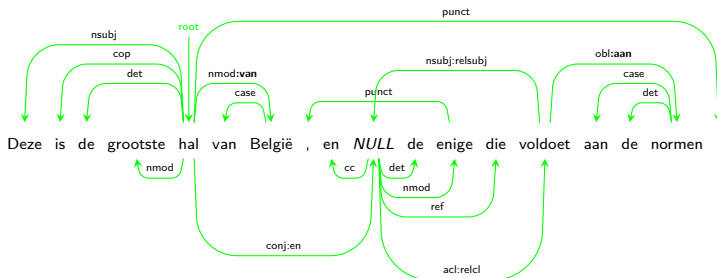 punct
root
nsubj
cop
nsubj:relsubj
obl:aan
det
nmod:van
case
case
punct
det
Deze is de grootste hal van België , en NULL de enige die voldoet aan de normen
nmod
cc
det
nmod
ref
conj:en
acl:relcl